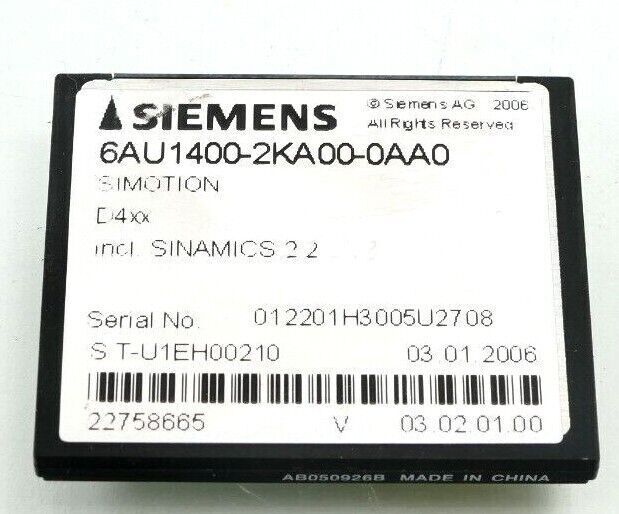 SIEMENS
© Siemens AG 2006
All Rights Reserved
6AU1400-2KA00-0AA0
SIMOTION
D4xx
incl. SINAMICS 2.2
Serial No. 012201H3005U2708
S T-U1EH00210 03.01.2006
22758665 V 03.02.01.00
AB050926B MADE IN CHINA